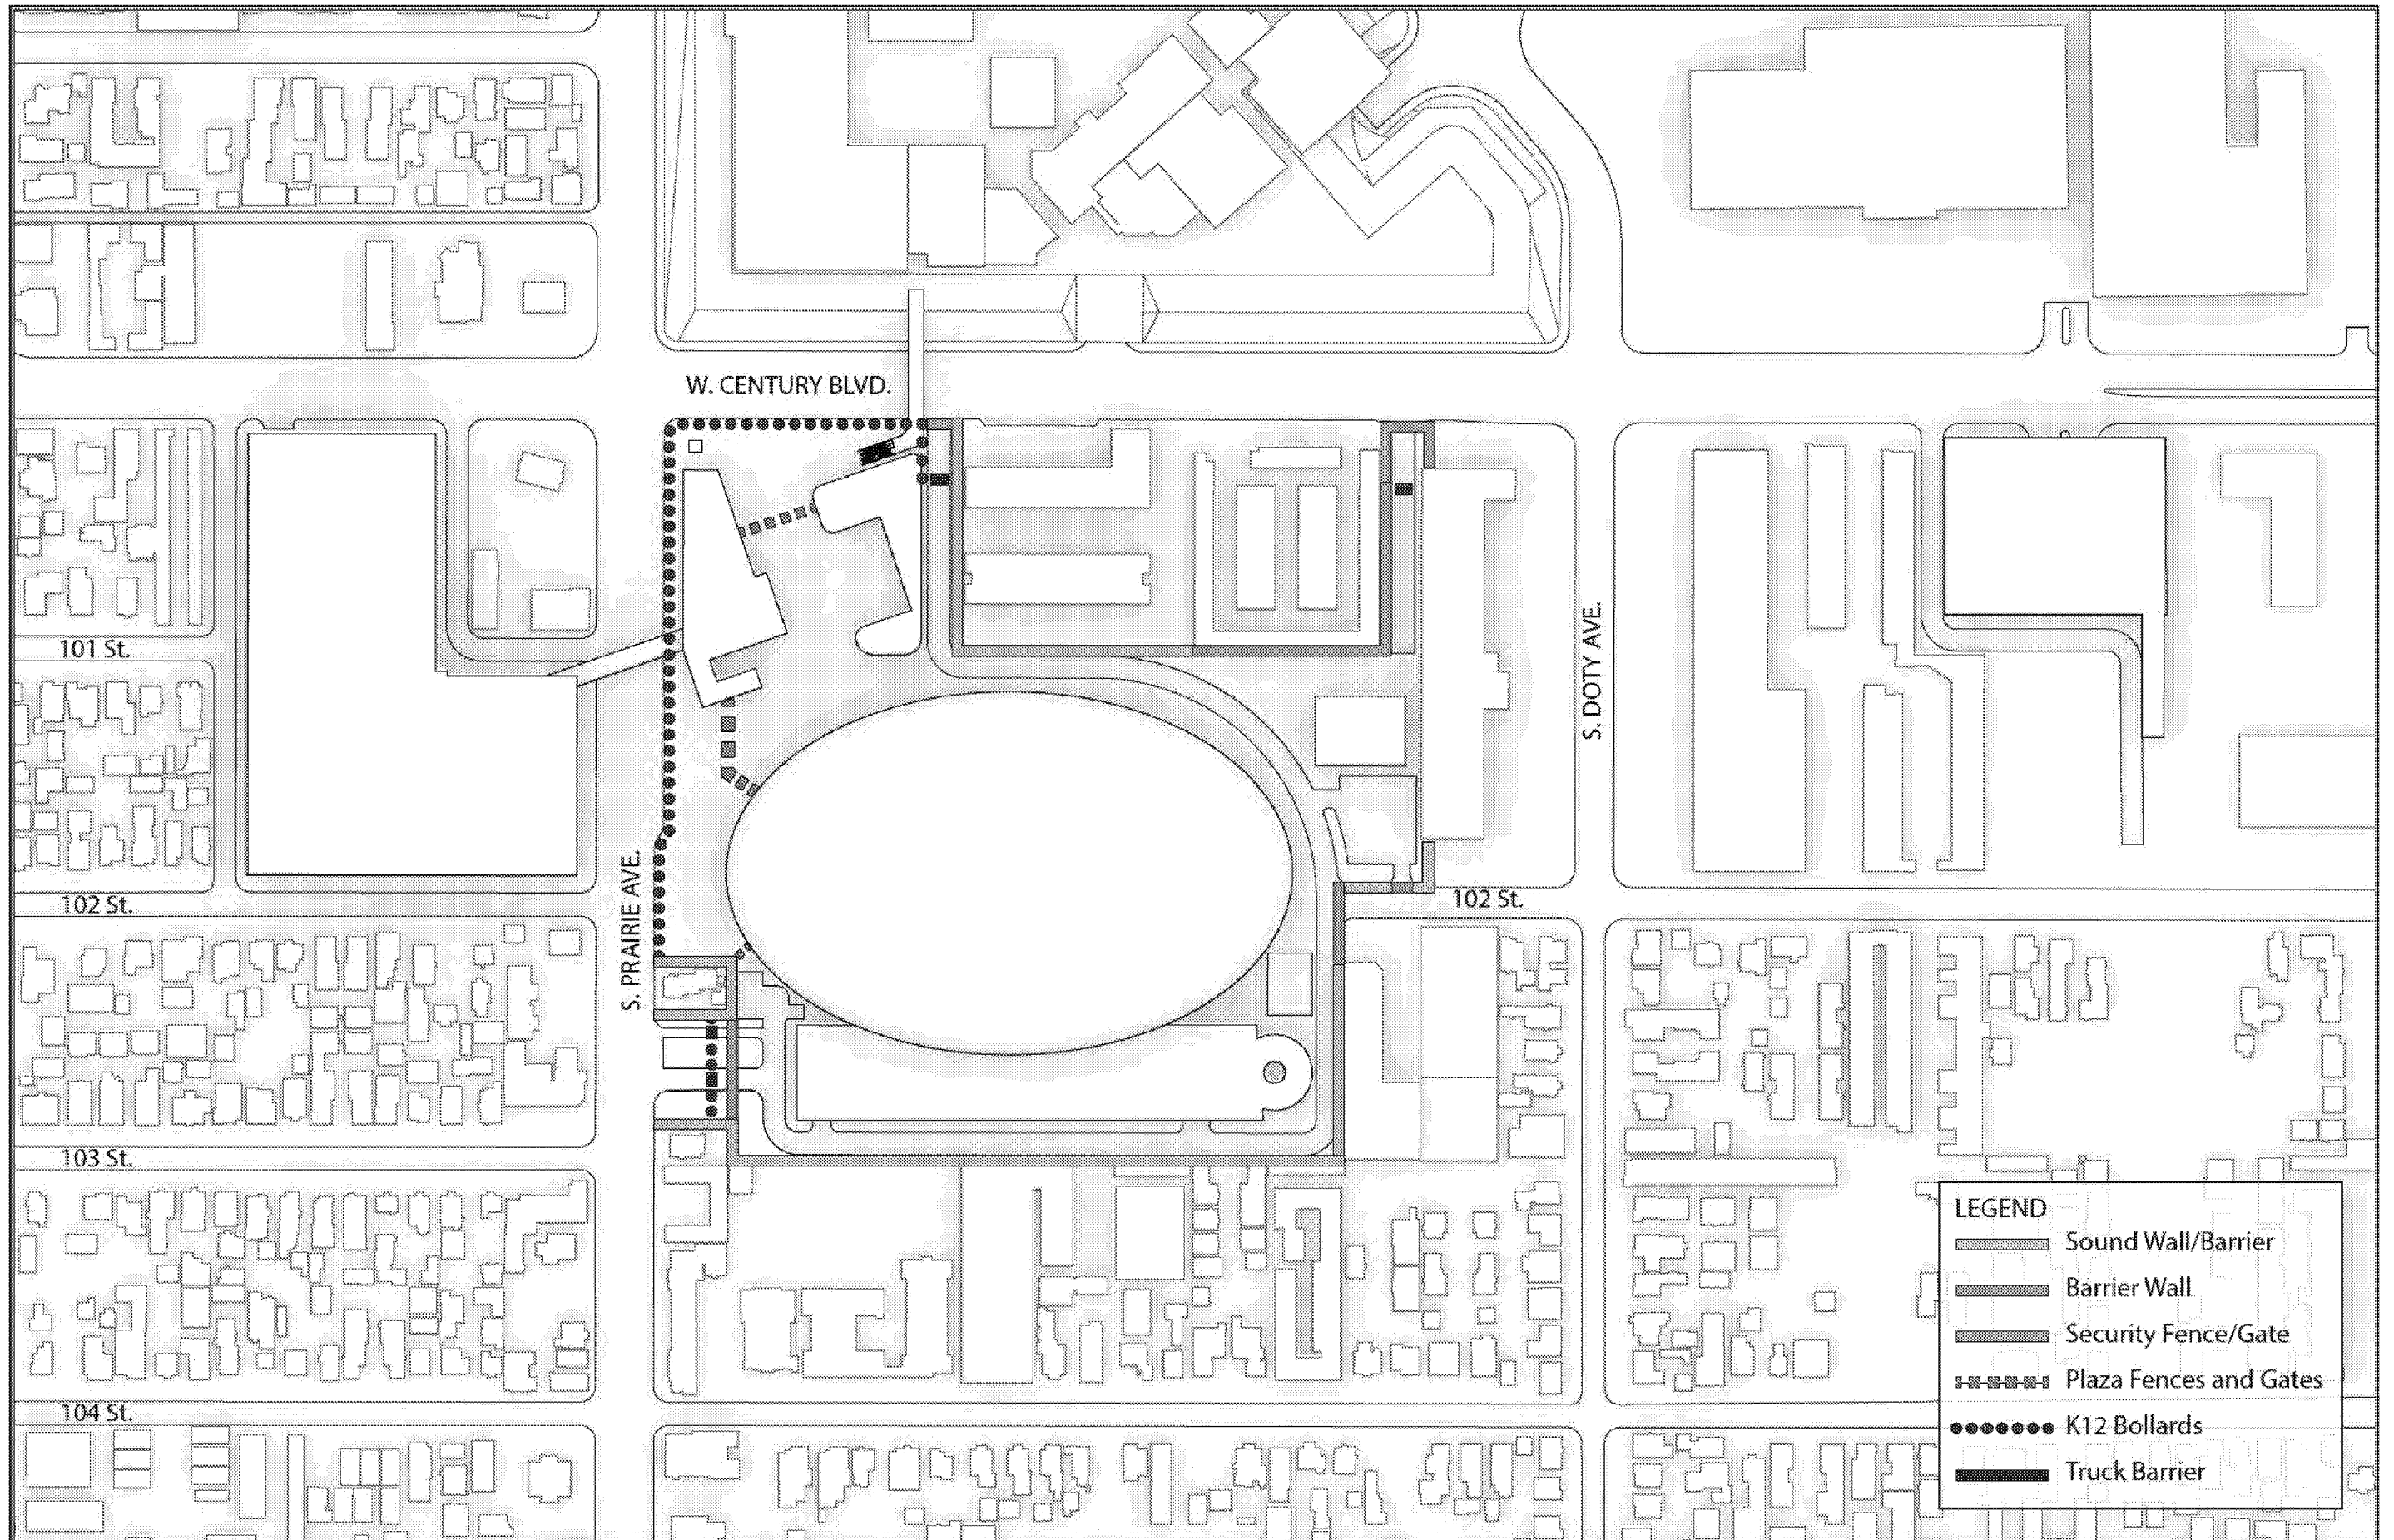 W. CENTURY BLVD.
101 St.
S. DOTY AVE.
102 St.
S. PRAIRIE AVE.
102 St.
103 St.
104 St.
LEGEND
Sound Wall/Barrier
Barrier Wall
Security Fence/Gate
Plaza Fences and Gates
K12 Bollards
Truck Barrier